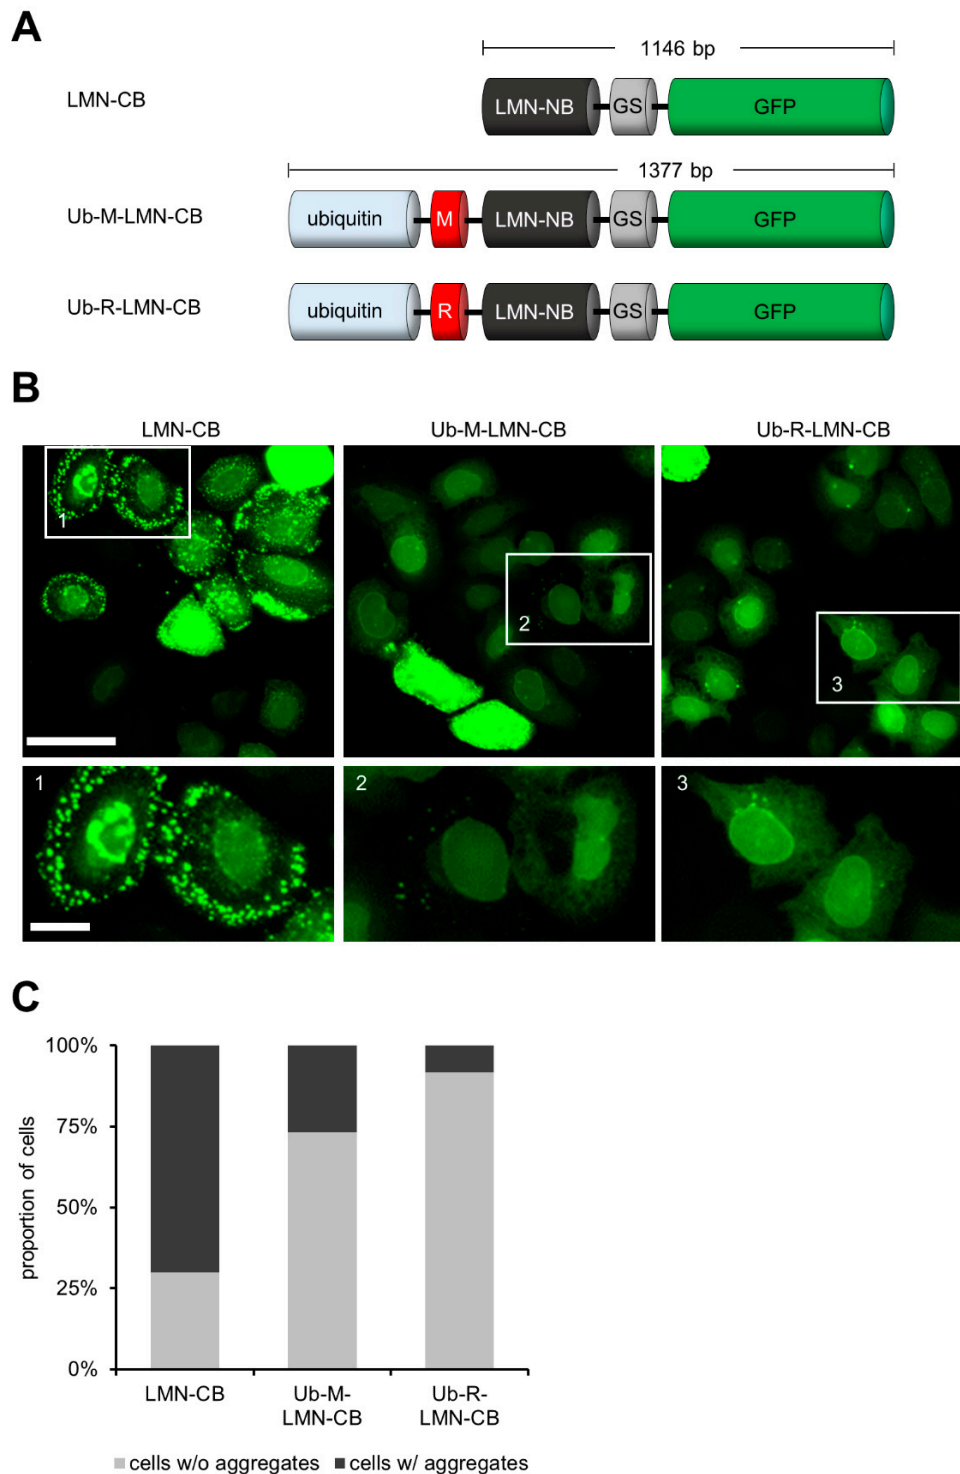 A
1146 bp
LMN-CB
LMN-NB GS GFP
1377 bp
Ub-M-LMN-CB
ubiquitin M LMN-NB GS GFP
Ub-R-LMN-CB
ubiquitin R LMN-NB GS GFP
B
LMN-CB Ub-M-LMN-CB Ub-R-LMN-CB
1
2
3
1 2 3
C
100%
75%
50%
25%
0%
proportion of cells
LMN-CB Ub-M- Ub-R-
LMN-CB LMN-CB
cells w/o aggregates cells w/ aggregates